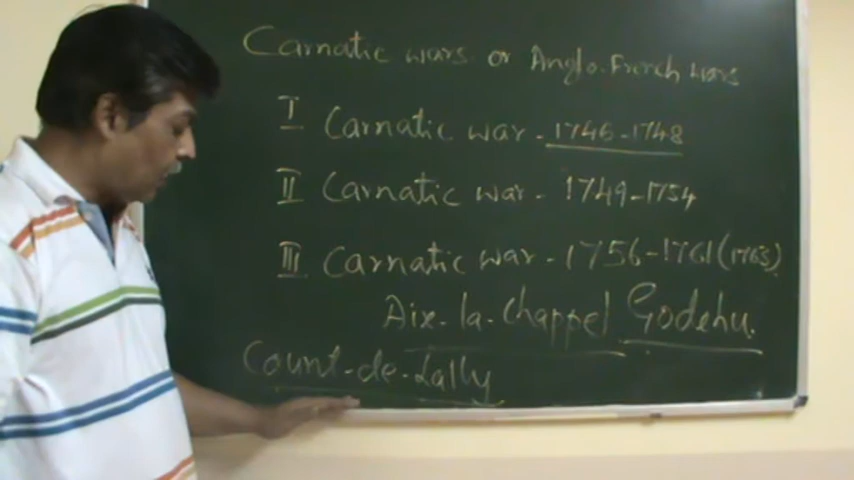 Carnatic wars or Anglo-French wars
I Carnatic war - 1746-1748
II Carnatic war - 1749-1754
III Carnatic war - 1756-1761 (1763)
Aix-la-chappel Godehu.
Count-de-Lally